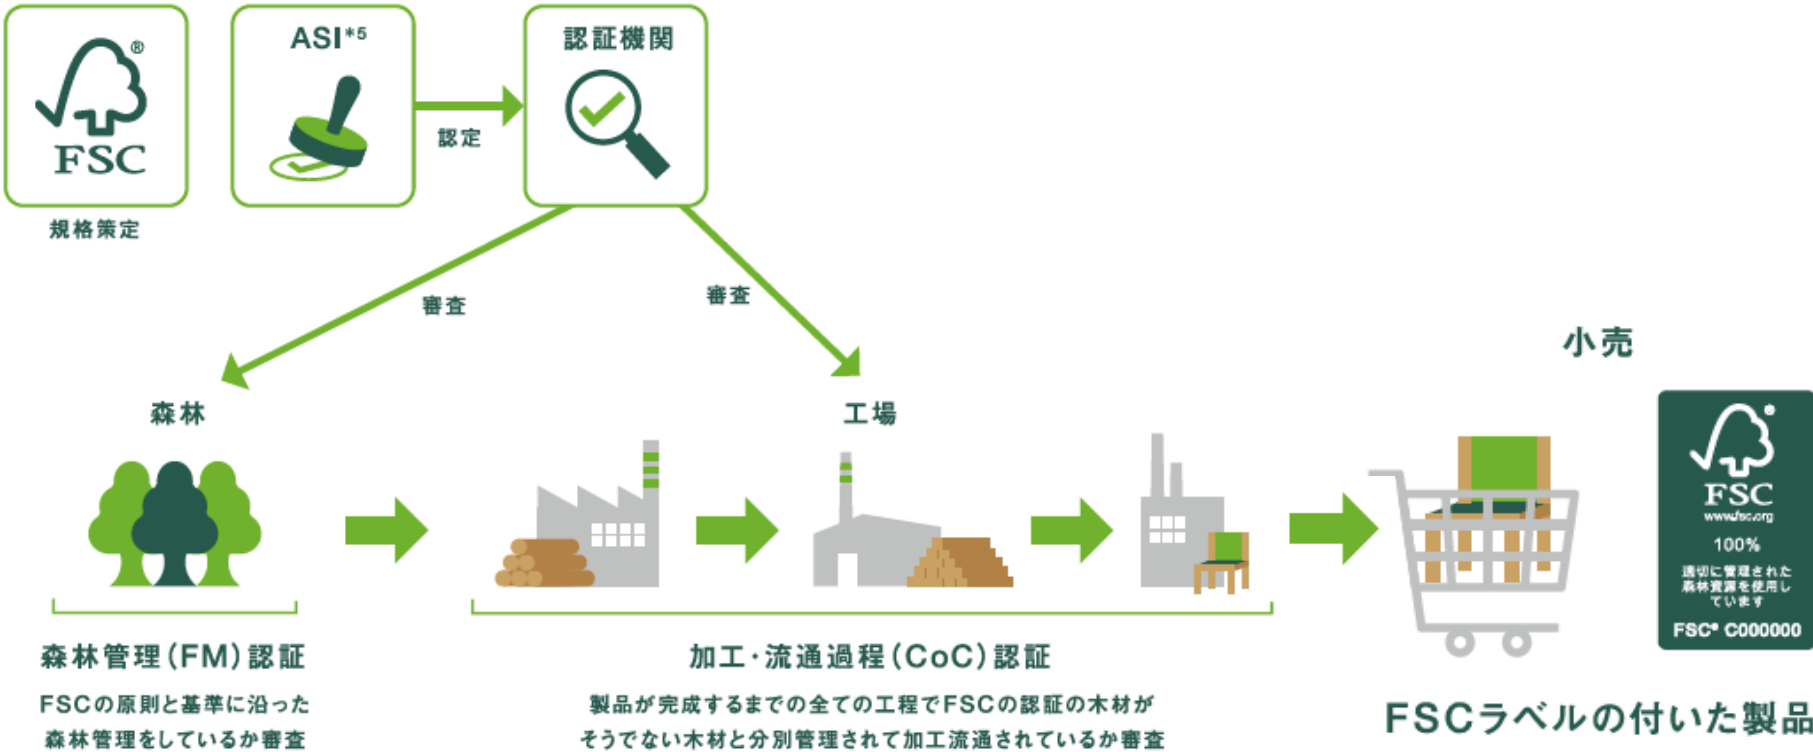 ®
FSC
規格策定
ASI*5
認定
認証機関
審査
審査
森林
工場
小売
森林管理(FM)認証
FSCの原則と基準に沿った
森林管理をしているか審査
加工・流通過程(CoC)認証
製品が完成するまでの全ての工程でFSCの認証の木材が
そうでない木材と分別管理されて加工流通されているか審査
®
FSC
www.fsc.org
100%
適切に管理された
森林資源を使用し
ています
FSC® C000000
FSCラベルの付いた製品